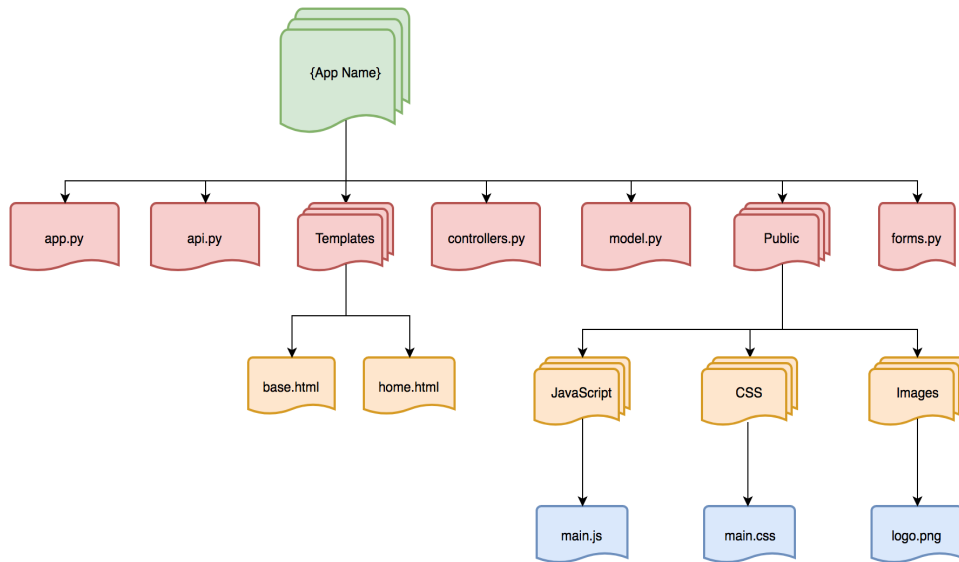 {App Name}
app.py
api.py
Templates
controllers.py
model.py
Public
forms.py
base.html
home.html
JavaScript
CSS
Images
main.js
main.css
logo.png